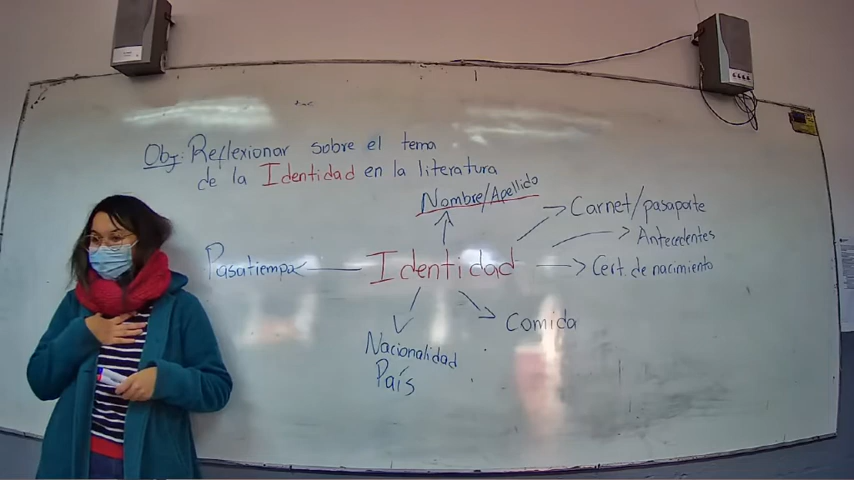 Obj: Reflexionar sobre el tema
de la Identidad en la literatura
Nombre/Apellido
Carnet/pasaporte
Antecedentes
Pasatiempo
Identidad
Cert. de nacimiento
Comida
Nacionalidad
País